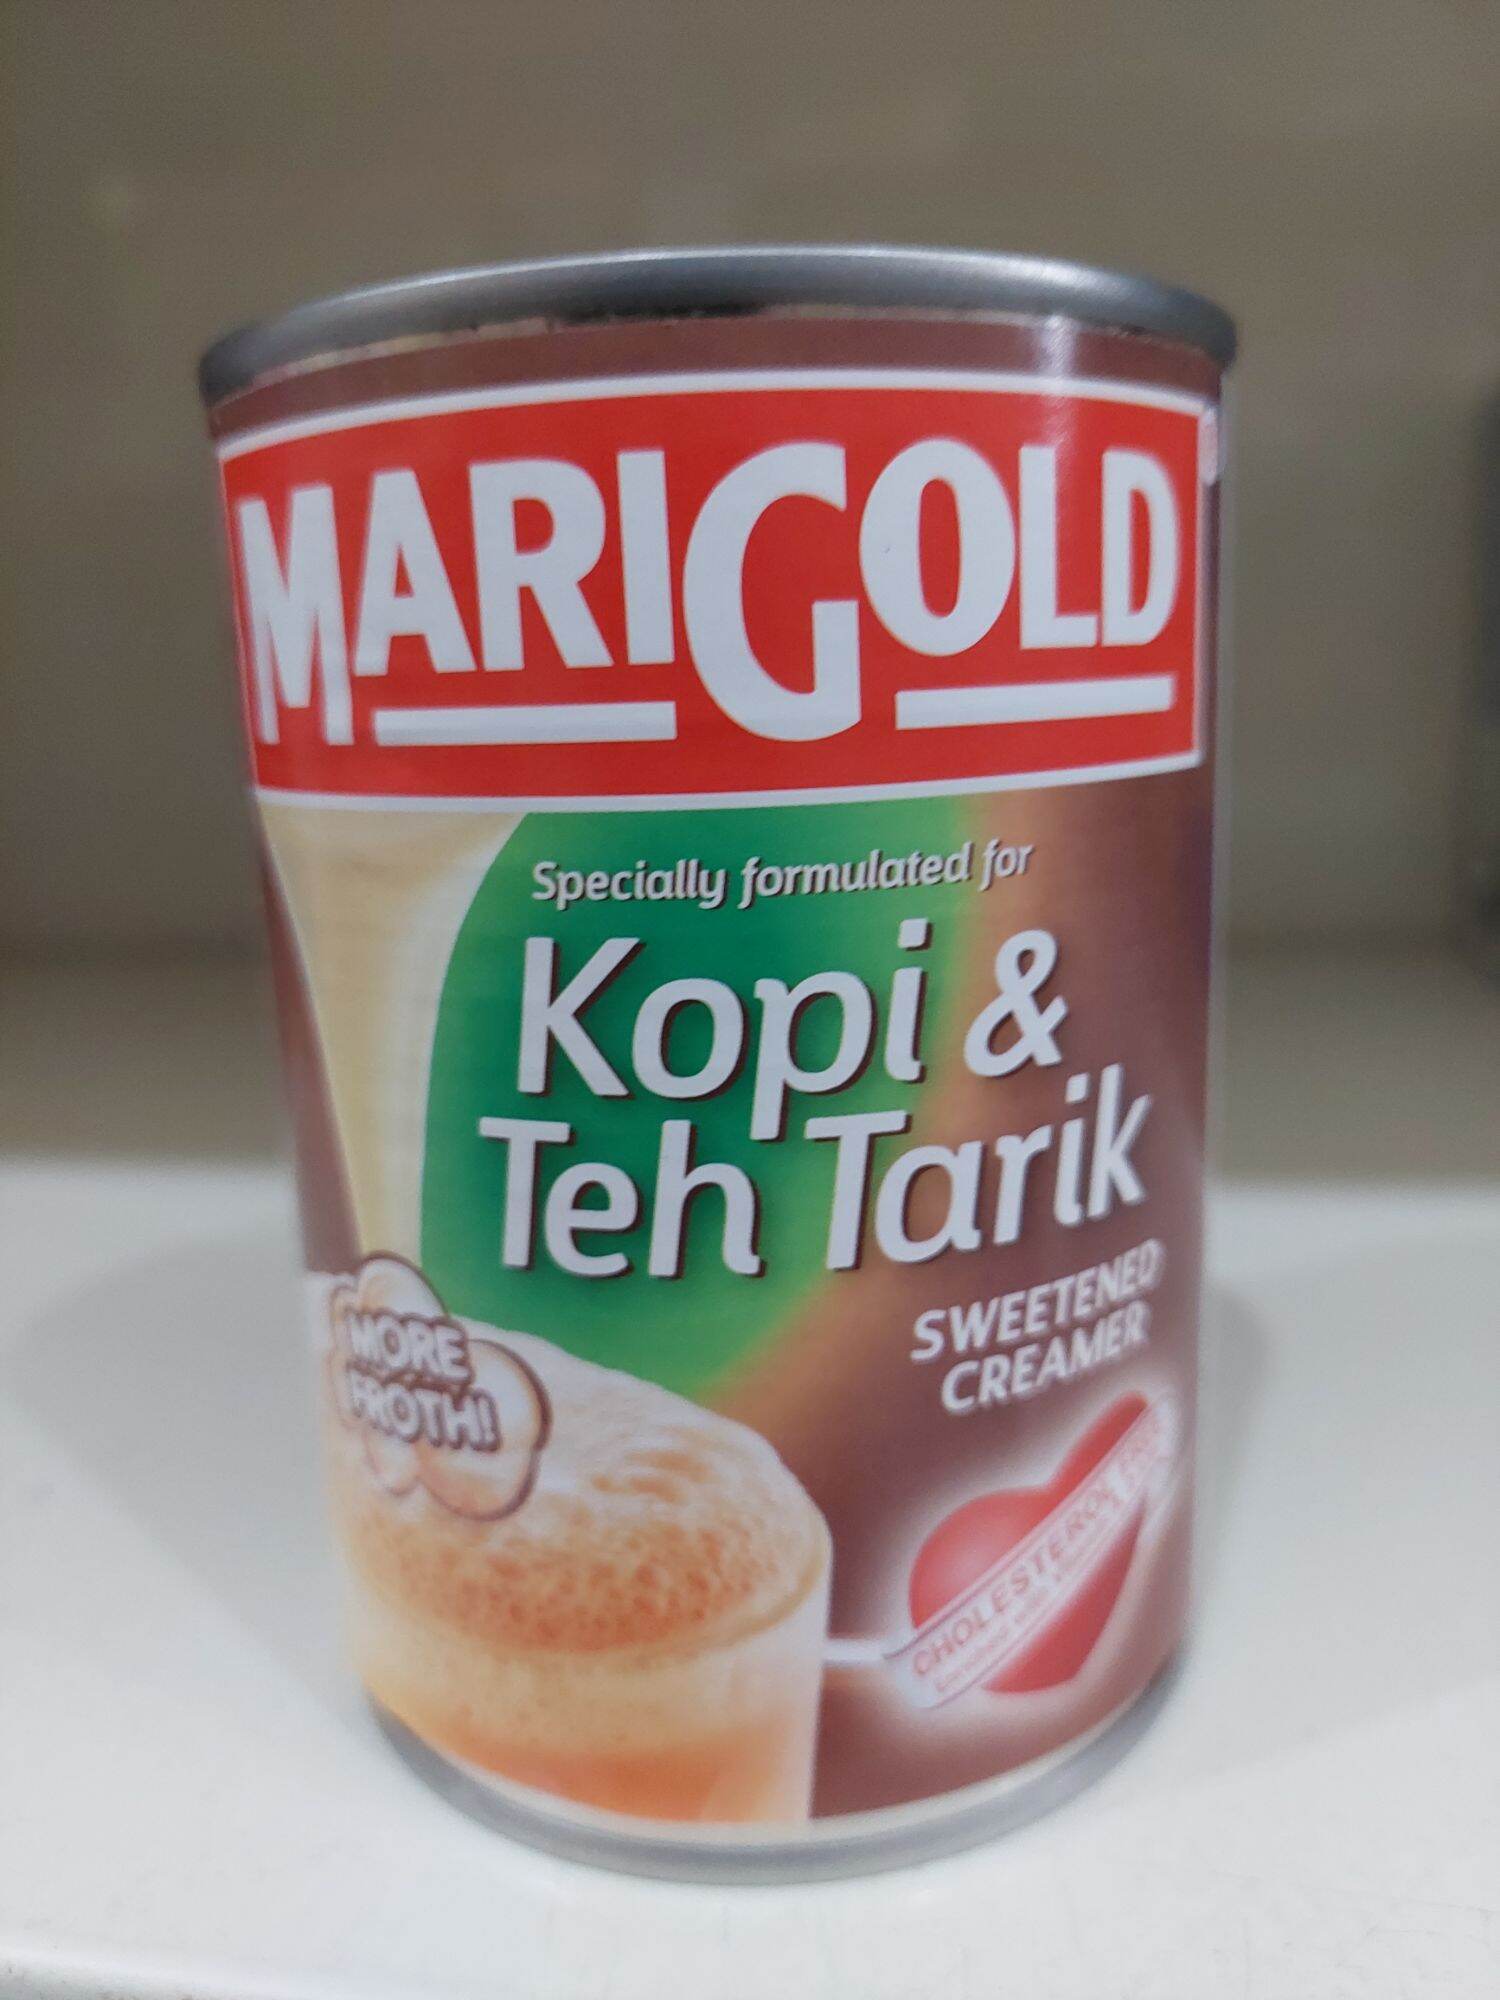 MARIGOLD
Specially formulated for
Kopi &
Teh Tarik
SWEETENED
CREAMER
MORE
FROTH!
CHOLESTEROL